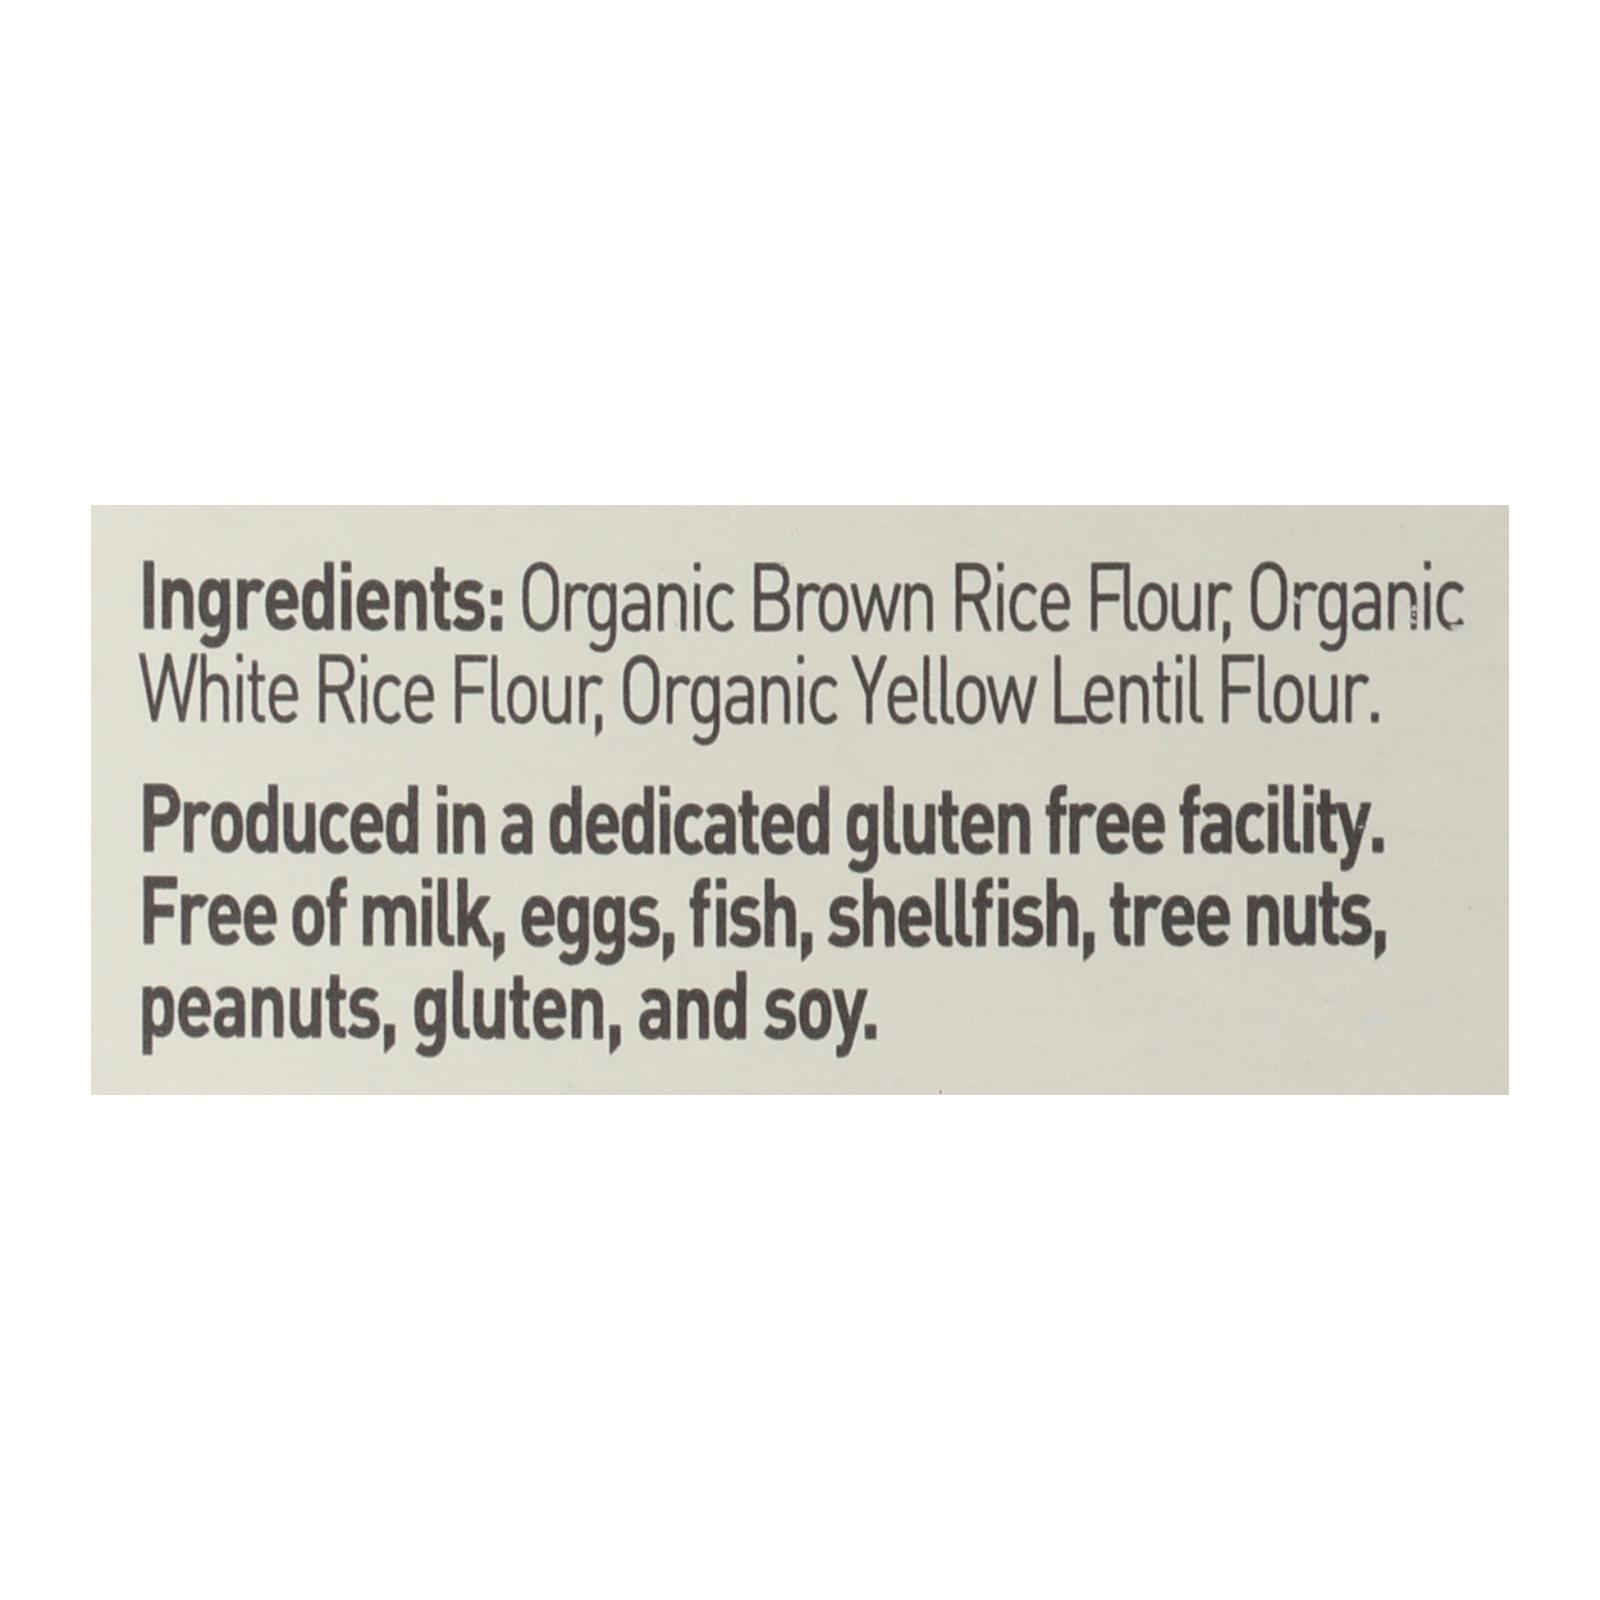 Ingredients: Organic Brown Rice Flour, Organic
White Rice Flour, Organic Yellow Lentil Flour.
Produced in a dedicated gluten free facility.
Free of milk, eggs, fish, shellfish, tree nuts,
peanuts, gluten, and soy.